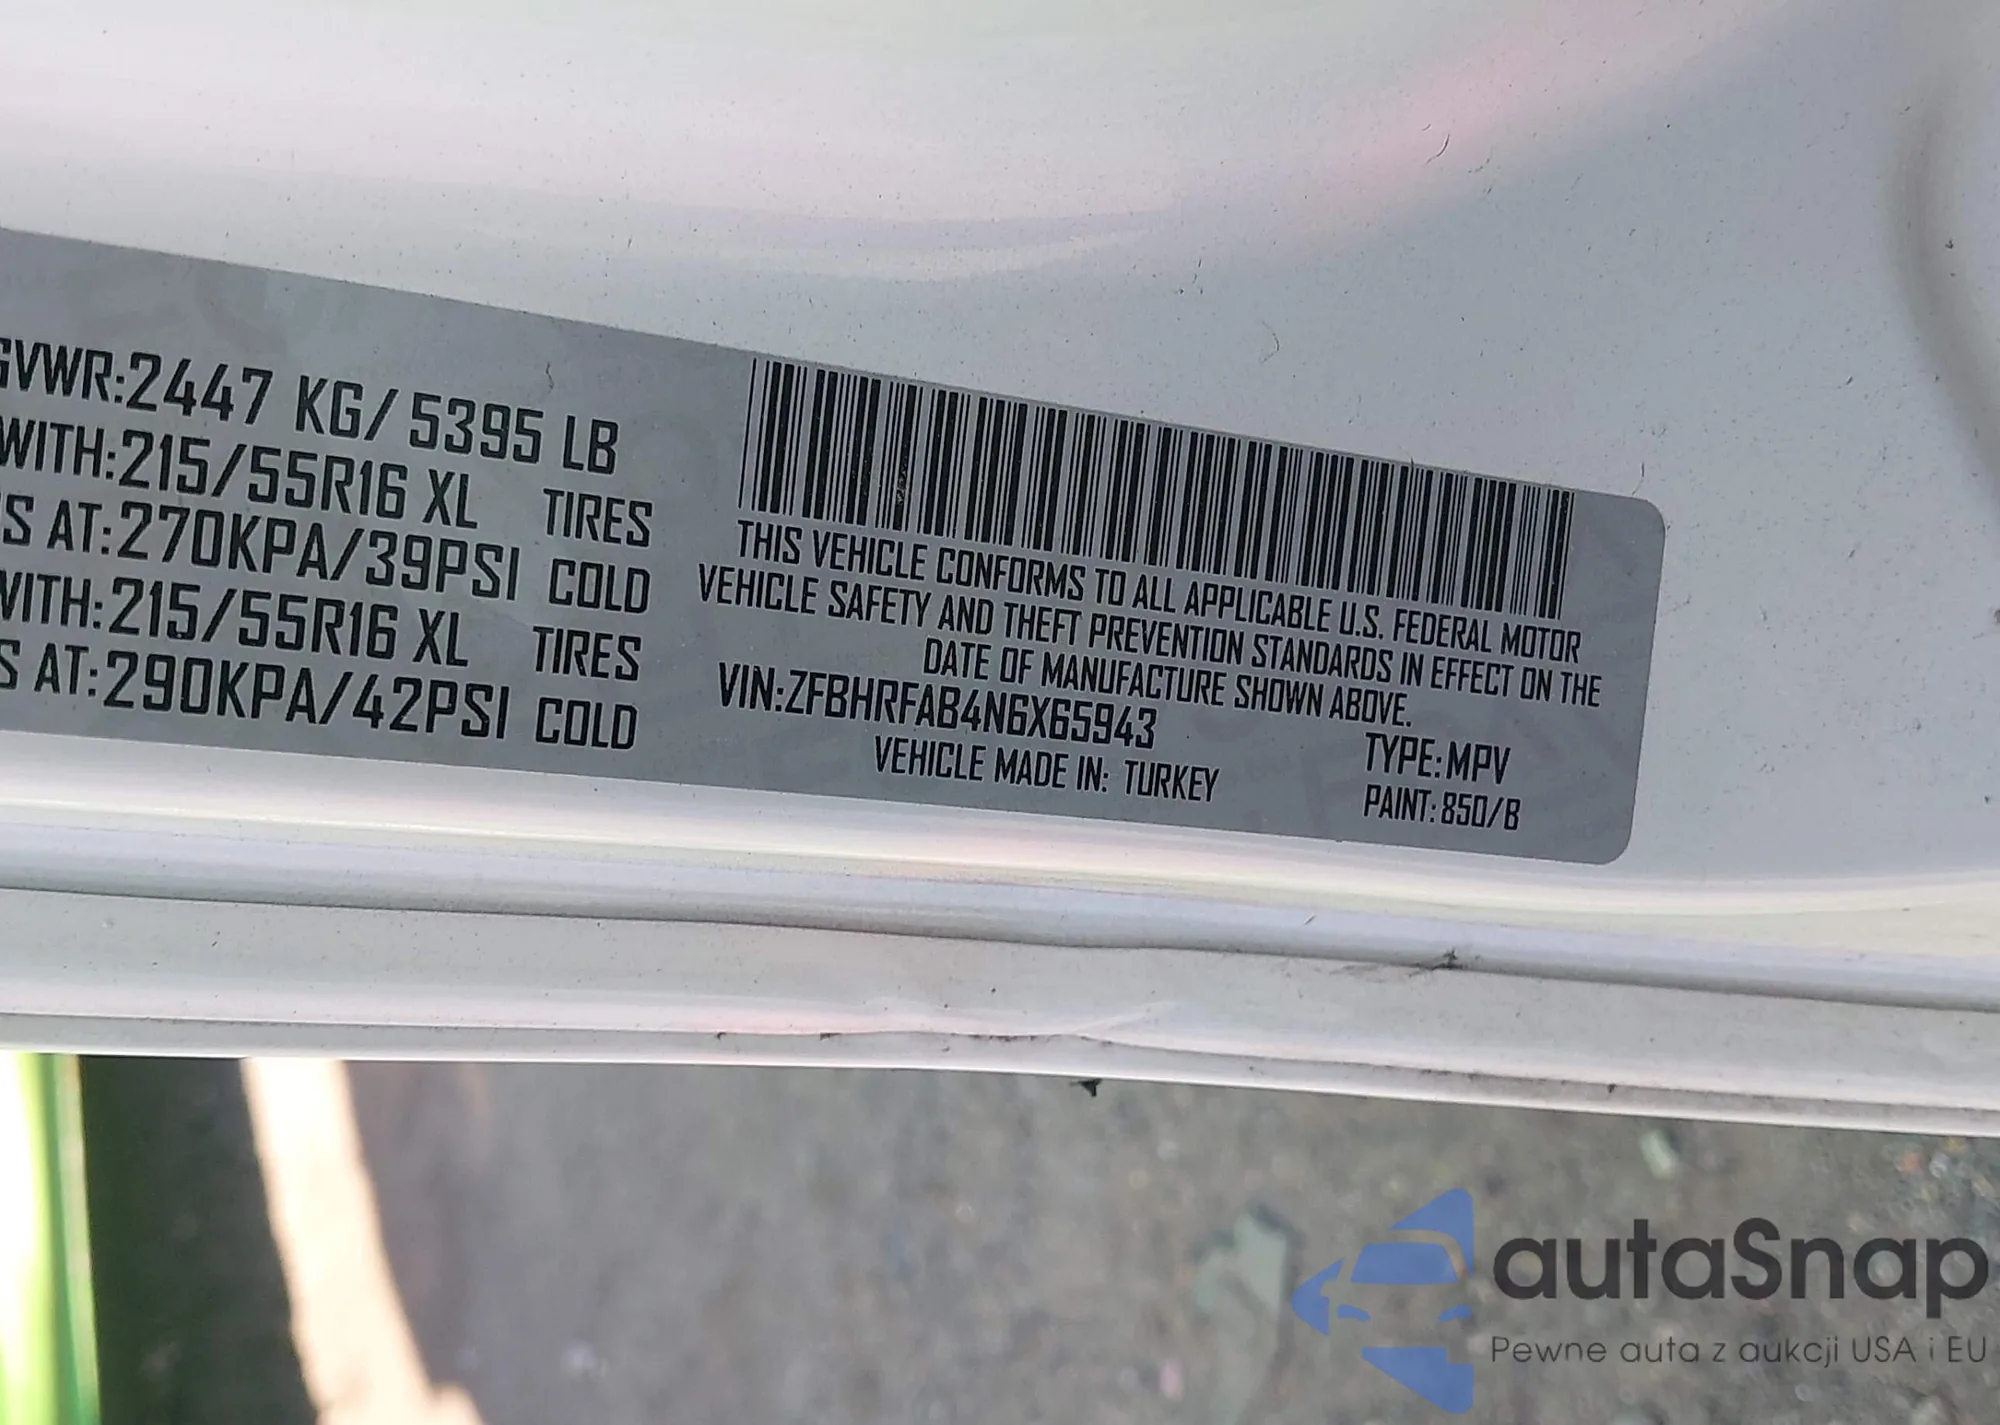 GVWR:2447 KG/ 5395 LB
WITH:215/55R16 XL TIRES
S AT:270KPA/39PSI COLD
WITH:215/55R16 XL TIRES
S AT:290KPA/42PSI COLD
THIS VEHICLE CONFORMS TO ALL APPLICABLE U.S. FEDERAL MOTOR
VEHICLE SAFETY AND THEFT PREVENTION STANDARDS IN EFFECT ON THE
DATE OF MANUFACTURE SHOWN ABOVE.
VIN:ZFBHRFAB4N6X65943
TYPE:MPV
VEHICLE MADE IN: TURKEY
PAINT:850/B
autaSnap
Pewne auta z aukcji USA i EU